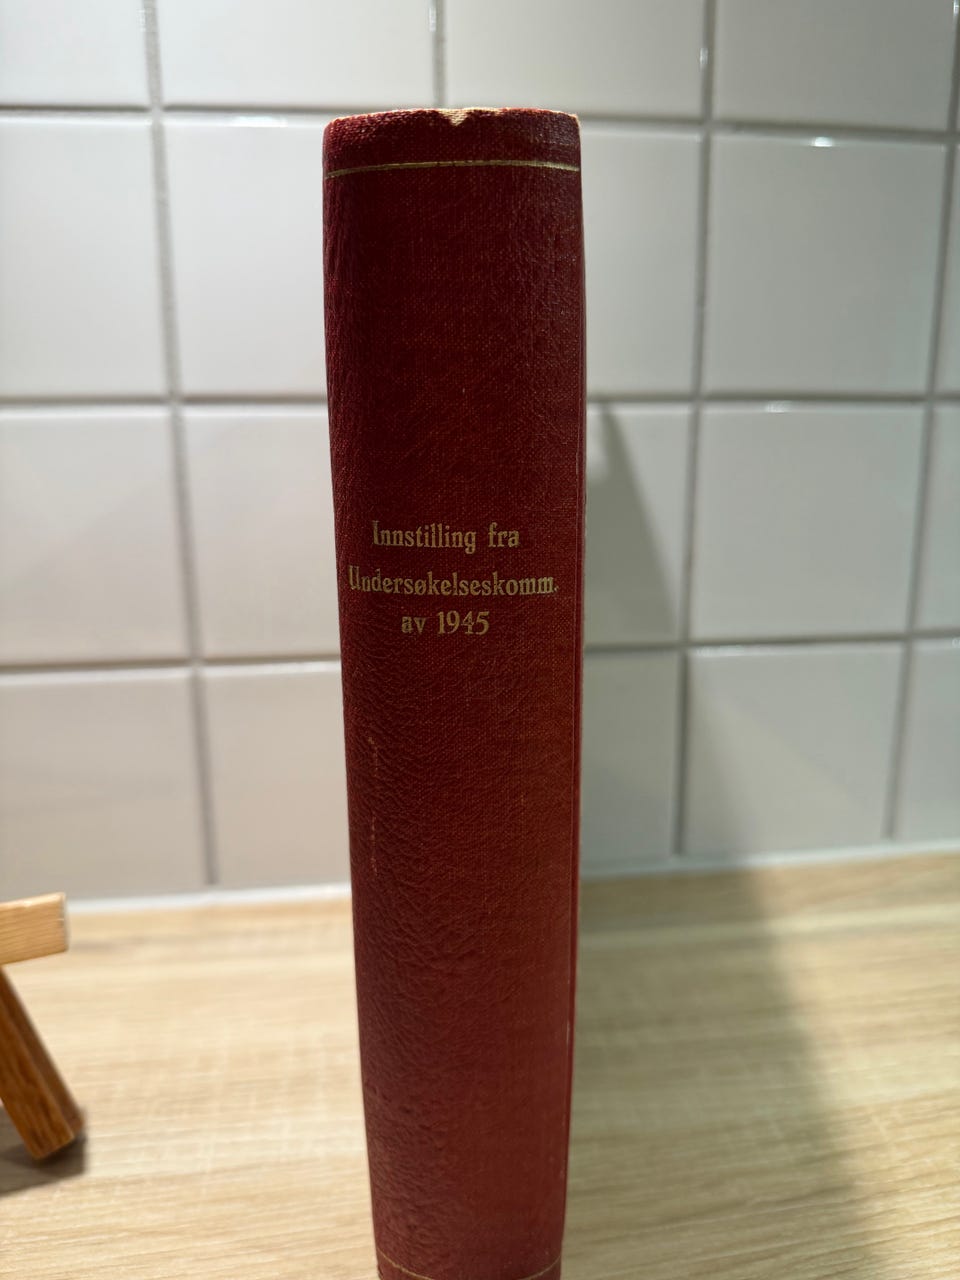 Innstilling fra
Undersøkelseskomm.
av 1945